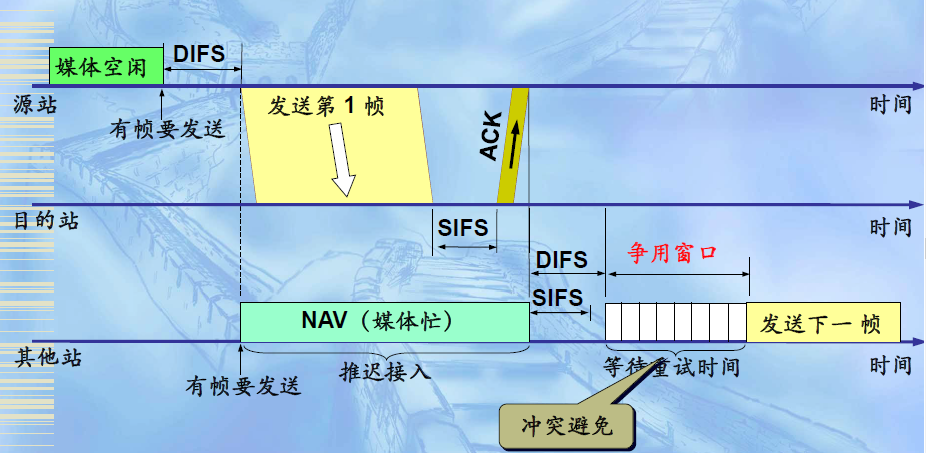 媒体空闲
DIFS
源站
时间
有帧要发送
发送第 1 帧
ACK
目的站
时间
SIFS
DIFS
争用窗口
SIFS
NAV（媒体忙）
发送下一 帧
其他站
时间
有帧要发送
推迟接入
等待重试时间
冲突避免